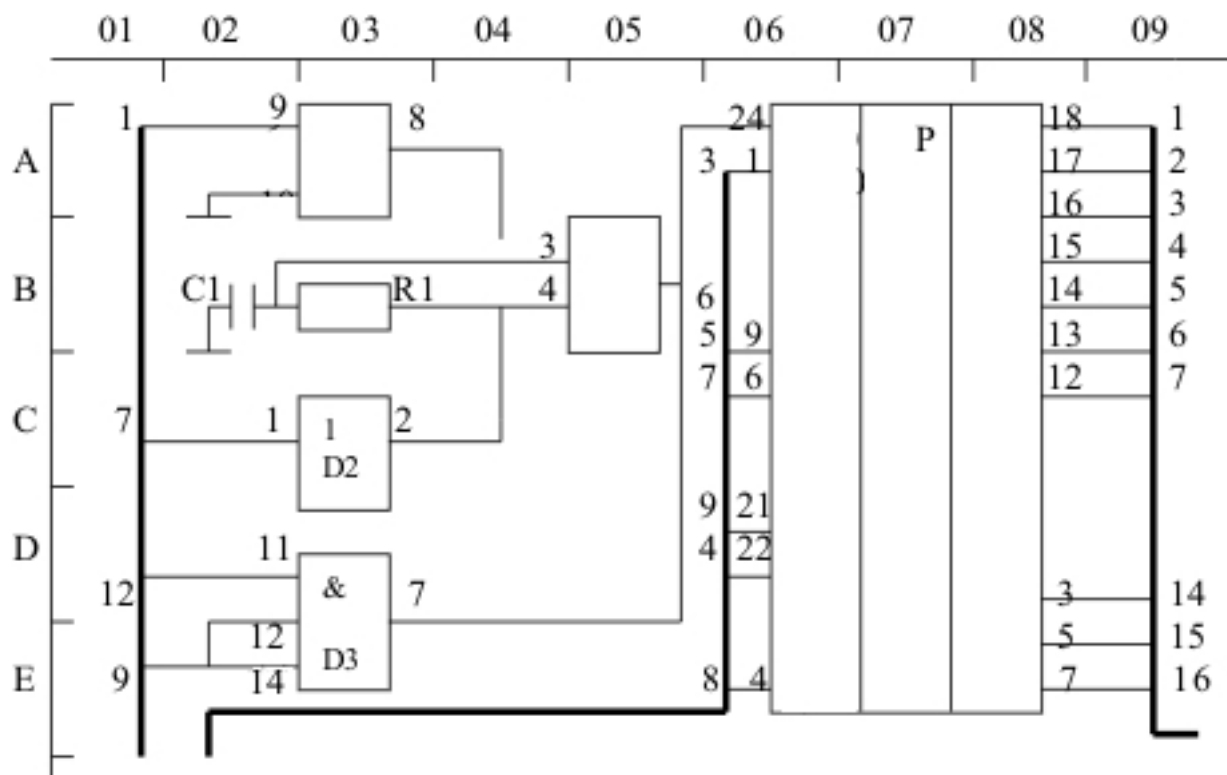 01 02 03 04 05 06 07 08 09
1 9 8 24 P 18 1
A 3 1 17 2
16 3
3 15 4
B C1 R1 4 6 14 5
5 9 13 6
7 6 12 7
C 7 1 1 2
D2
9 21
D 11 4 22
12 & 7 3 14
12 5 15
E 9 14 D3 8 4 7 16